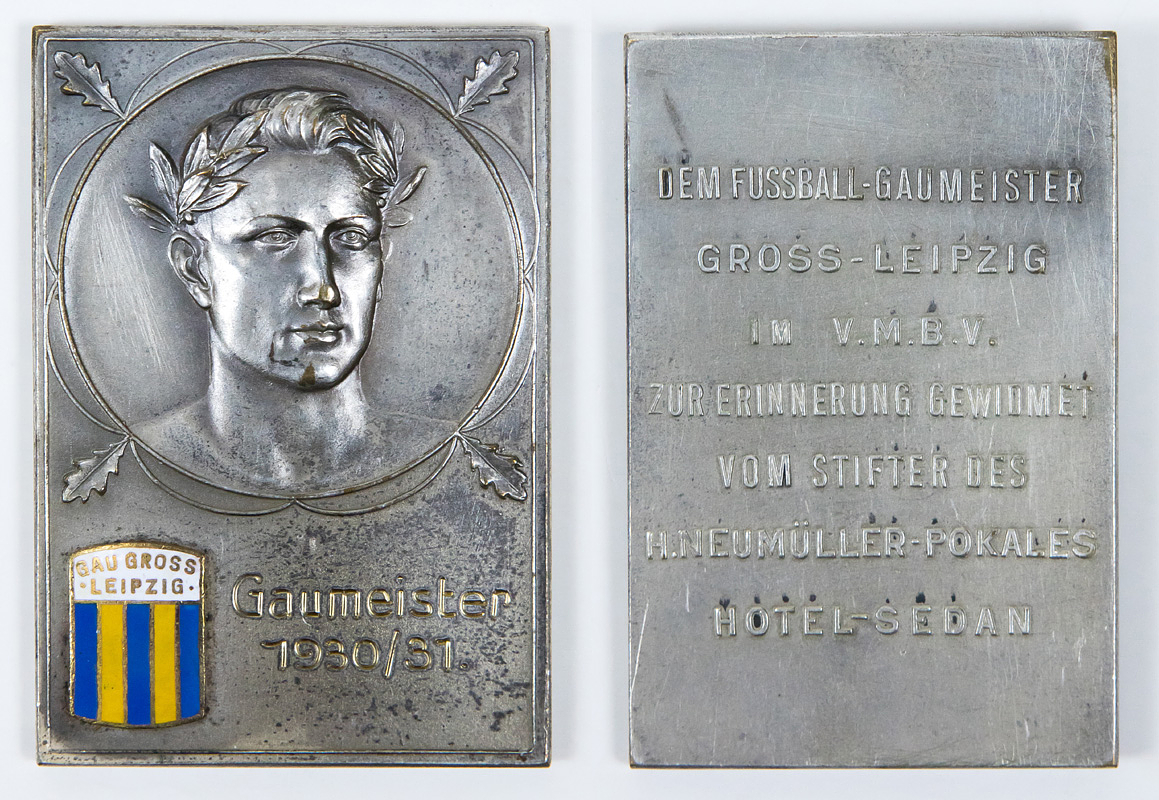 GAU GROSS
·LEIPZIG·
Gaumeister
1930/31.
DEM FUSSBALL-GAUMEISTER
GROSS-LEIPZIG
IM V.M.B.V.
ZUR ERINNERUNG GEWIDMET
VOM STIFTER DES
H.NEUMÜLLER-POKALES
HOTEL-SEDAN